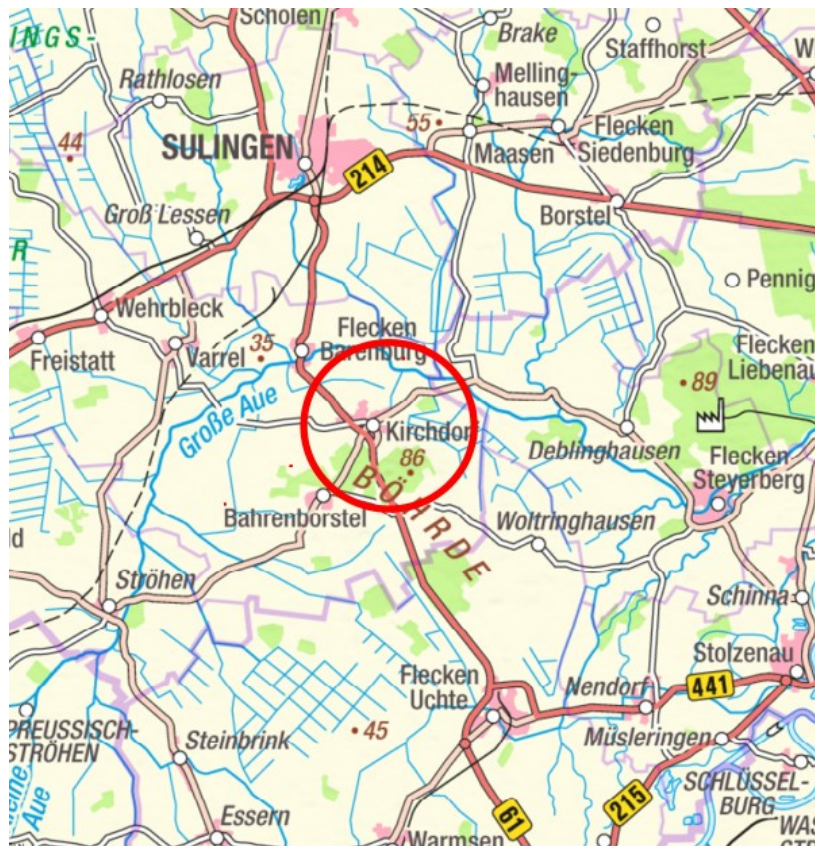 Scholen
INGS-
Brake
Staffhorst
W
Rathlosen
Melling-
hausen
44
55
SULINGEN
Maasen
Flecken
Siedenburg
214
Groß Lessen
Borstel
R
Pennig
Wehrbleck
Flecken
Barenburg
Freistatt
Varrel
35
Flecken
Liebenau
89
Große Aue
Kirchdorf
Deblinghausen
86
Flecken
Steyerberg
BÖHRDE
Bahrenborstel
Woltringhausen
d
Ströhen
Schinna
Flecken
Uchte
Stolzenau
441
Nendorf
PREUSSISCH-
STRÖHEN
Steinbrink
45
Müsleringen
SCHLÜSSEL-
BURG
Aue
215
61
Essern
Warmsen
WAS